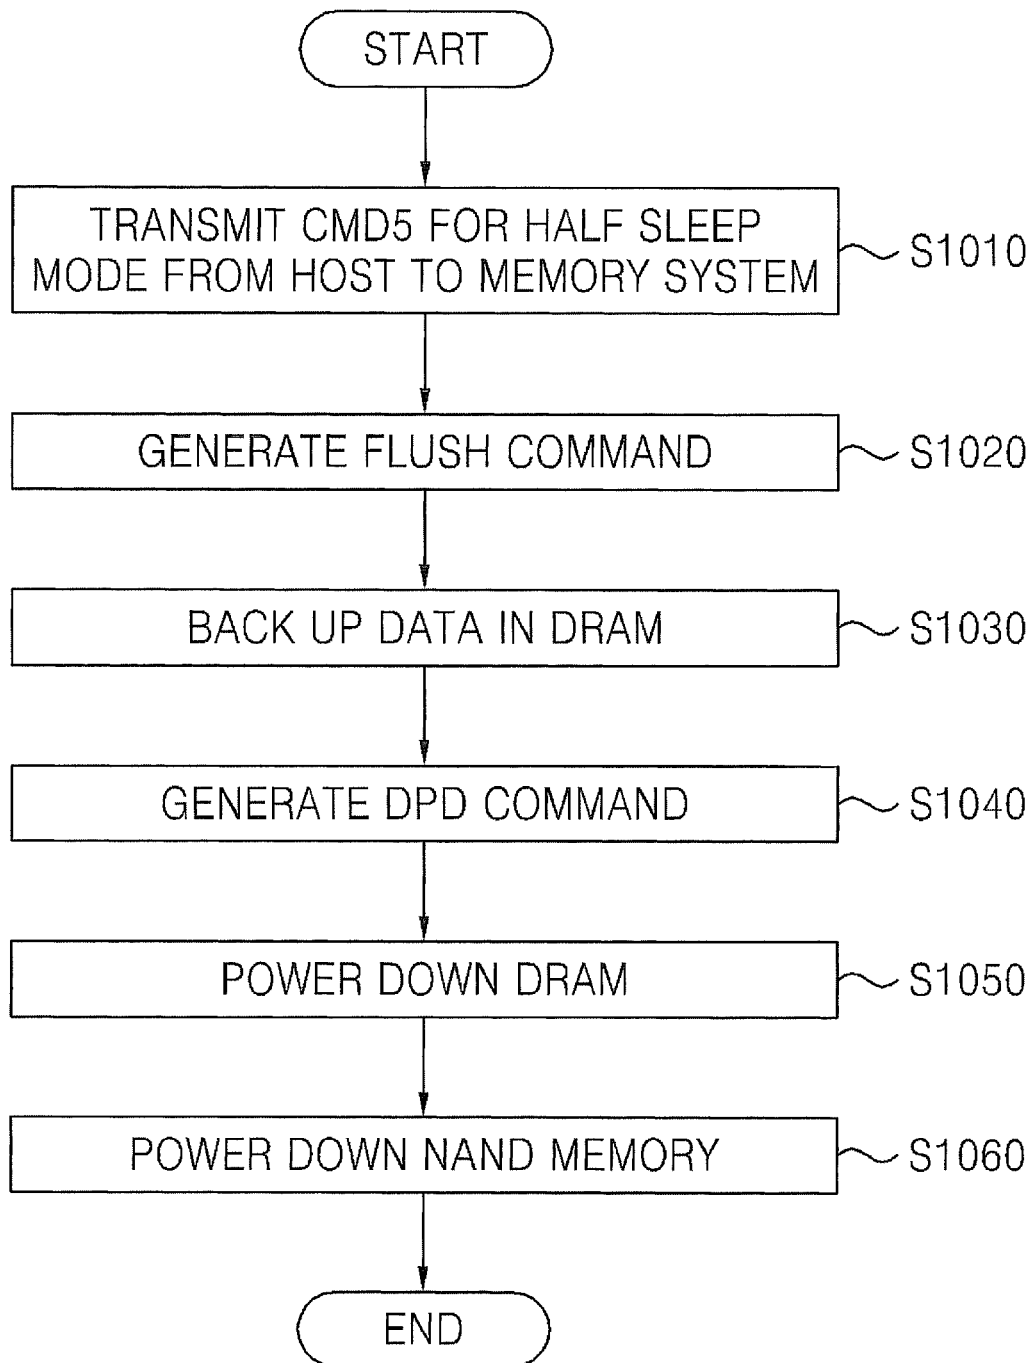 START
TRANSMIT CMD5 FOR HALF SLEEP
MODE FROM HOST TO MEMORY SYSTEM
S1010
GENERATE FLUSH COMMAND
S1020
BACK UP DATA IN DRAM
S1030
GENERATE DPD COMMAND
S1040
POWER DOWN DRAM
S1050
POWER DOWN NAND MEMORY
S1060
END